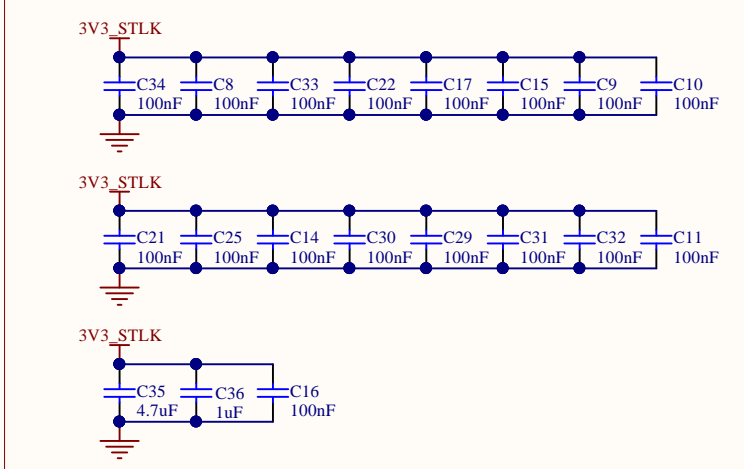 3V3_STLK
C34 C8 C33 C22 C17 C15 C9 C10
100nF 100nF 100nF 100nF 100nF 100nF 100nF 100nF
3V3_STLK
C21 C25 C14 C30 C29 C31 C32 C11
100nF 100nF 100nF 100nF 100nF 100nF 100nF 100nF
3V3_STLK
C35 C36 C16
4.7uF 1uF 100nF